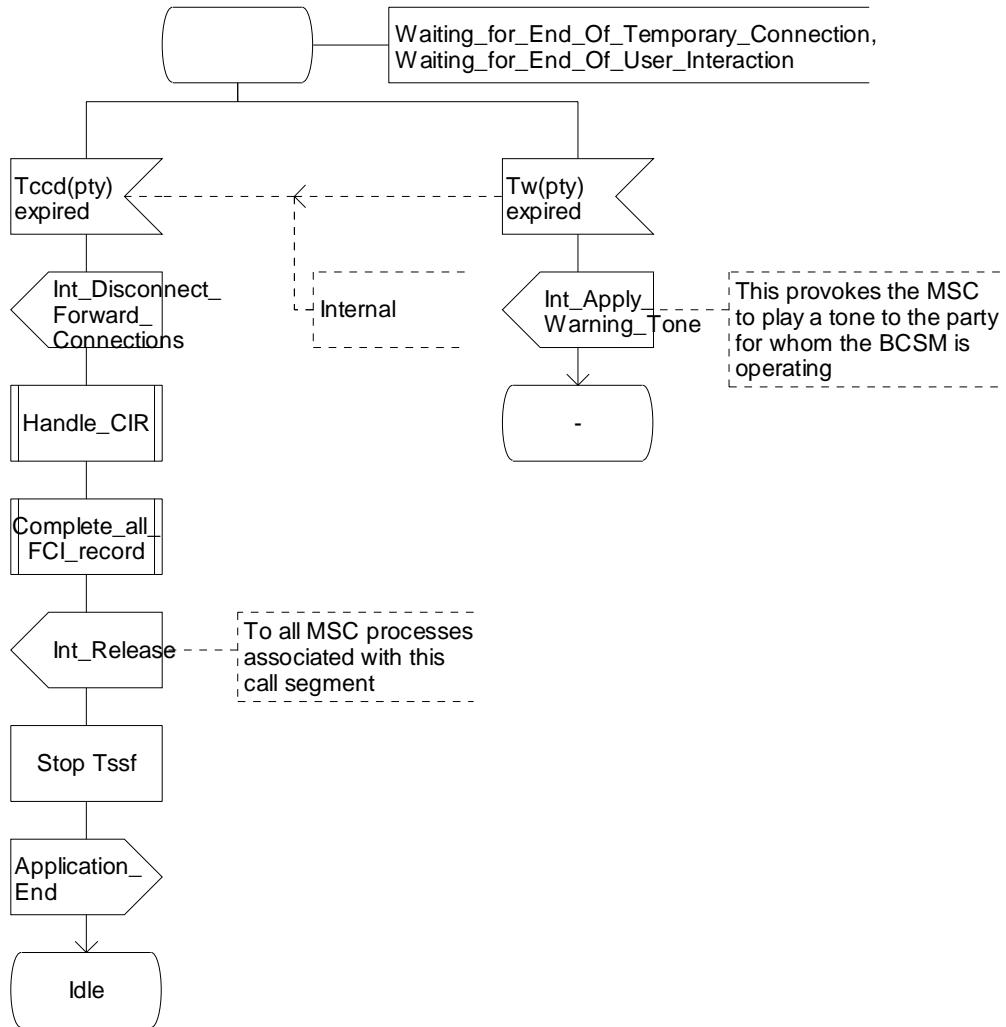 Waiting_for_End_Of_Temporary_Connection,
Waiting_for_End_Of_User_Interaction
Tccd(pty)
expired
Tw(pty)
expired
Int_Disconnect_
Forward_
Connections
Internal
Int_Apply_
Warning_Tone
This provokes the MSC
to play a tone to the party
for whom the BCSM is
operating
Handle_CIR
-
Complete_all_
FCI_record
Int_Release
To all MSC processes
associated with this
call segment
Stop Tssf
Application_
End
Idle